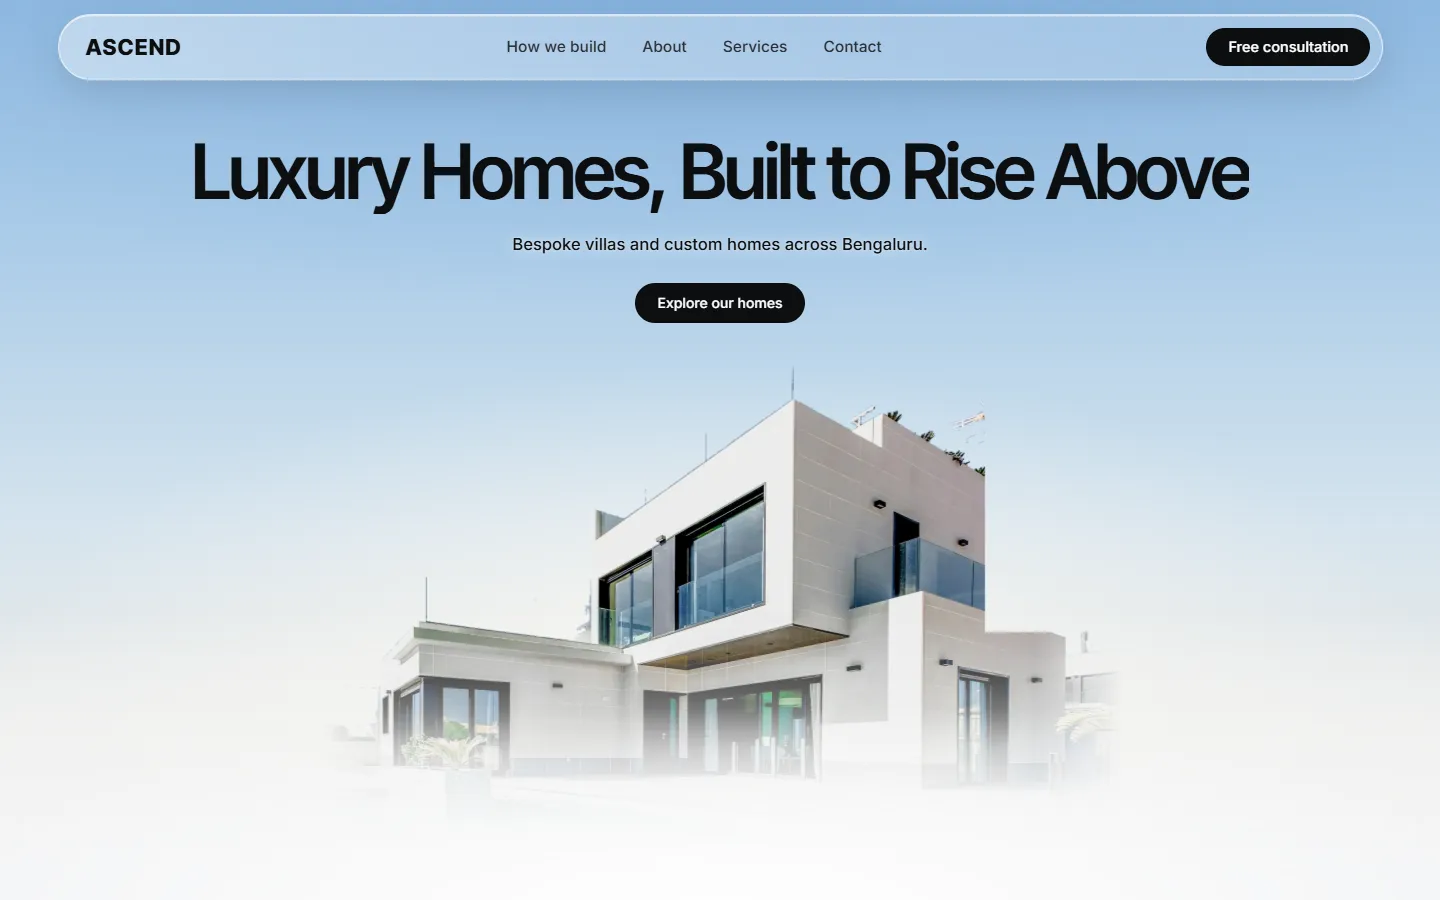 ASCEND
How we build
About
Services
Contact
Free consultation
Luxury Homes, Built to Rise Above
Bespoke villas and custom homes across Bengaluru.
Explore our homes